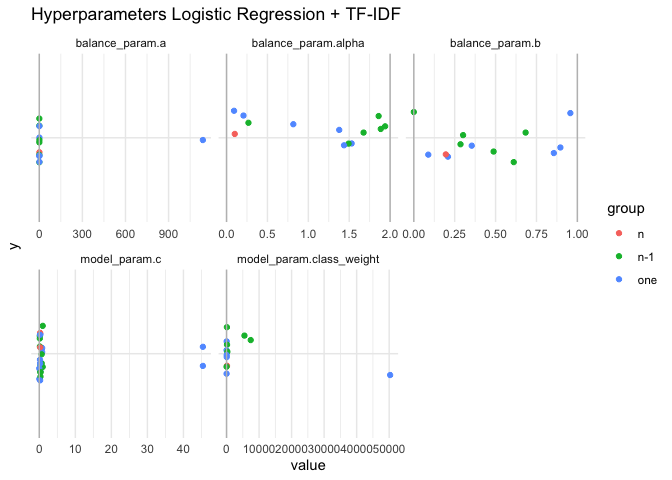 Hyperparameters Logistic Regression + TF-IDF
balance_param.a balance_param.alpha balance_param.b
0 300 600 900 0.0 0.5 1.0 1.5 2.0 0.00 0.25 0.50 0.75 1.00
model_param.c model_param.class_weight
0 10 20 30 40 0 10000 20000 30000 40000 50000
y
value
group
n
n-1
one